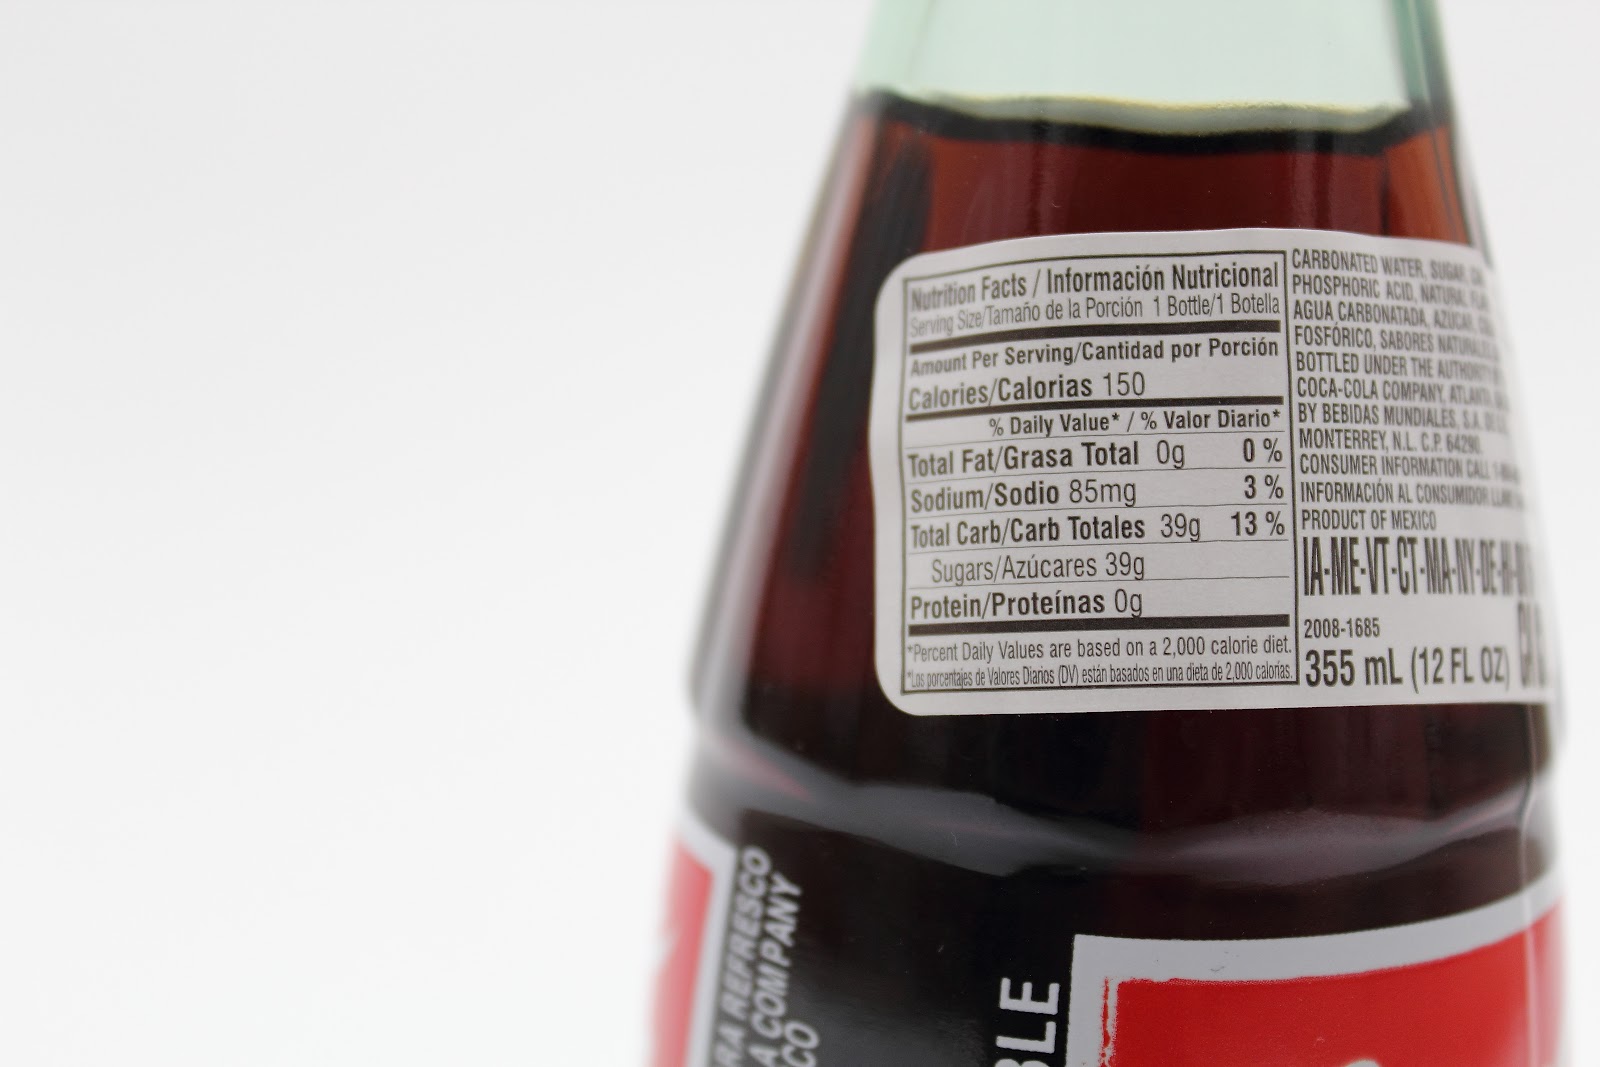 Nutrition Facts / Información Nutricional
Serving Size/Tamaño de la Porción 1 Bottle/1 Botella
Amount Per Serving/Cantidad por Porción
Calories/Calorias 150
% Daily Value* / % Valor Diario*
Total Fat/Grasa Total 0g 0 %
Sodium/Sodio 85mg 3 %
Total Carb/Carb Totales 39g 13 %
Sugars/Azúcares 39g
Protein/Proteínas 0g
*Percent Daily Values are based on a 2,000 calorie diet.
*Los porcentajes de Valores Diarios (DV) están basados en una dieta de 2,000 calorías.
CARBONATED WATER, SUGAR,
PHOSPHORIC ACID, NATURAL
AGUA CARBONATADA, AZUCAR,
FOSFÓRICO, SABORES NATURALES
BOTTLED UNDER THE AUTHORITY
COCA-COLA COMPANY, ATLANTA,
BY BEBIDAS MUNDIALES, S.A. DE
MONTERREY, N.L. C.P. 64290.
CONSUMER INFORMATION CALL
INFORMACIÓN AL CONSUMIDOR
PRODUCT OF MEXICO
IA-ME-VT-CT-MA-NY-DE-
2008-1685
355 mL (12 FL OZ)
RA REFRESCO
A COMPANY
CO
BLE